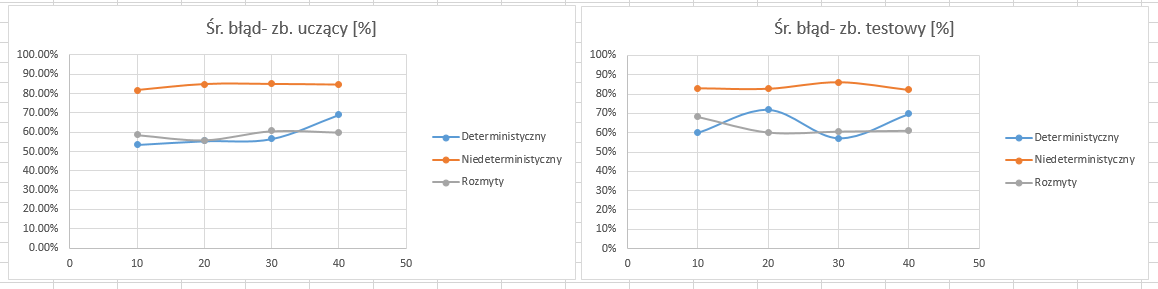 Śr. błąd- zb. uczący [%]
100.00%
90.00%
80.00%
70.00%
60.00%
50.00%
40.00%
30.00%
20.00%
10.00%
0.00%
0 10 20 30 40 50
Deterministyczny
Niedeterministyczny
Rozmyty
Śr. błąd- zb. testowy [%]
100%
90%
80%
70%
60%
50%
40%
30%
20%
10%
0%
0 10 20 30 40 50
Deterministyczny
Niedeterministyczny
Rozmyty